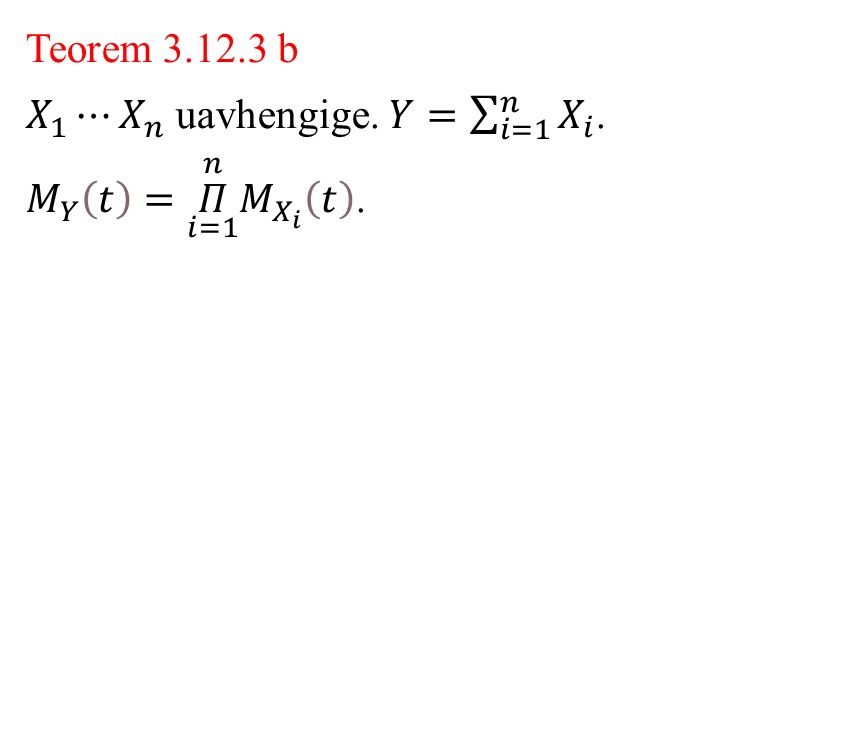 Teorem 3.12.3 b
X₁ ⋯ Xₙ uavhengige. Y = ∑ⁿᵢ₌₁ Xᵢ.
M_Y(t) = ∏ⁿᵢ₌₁ M_{Xᵢ}(t).